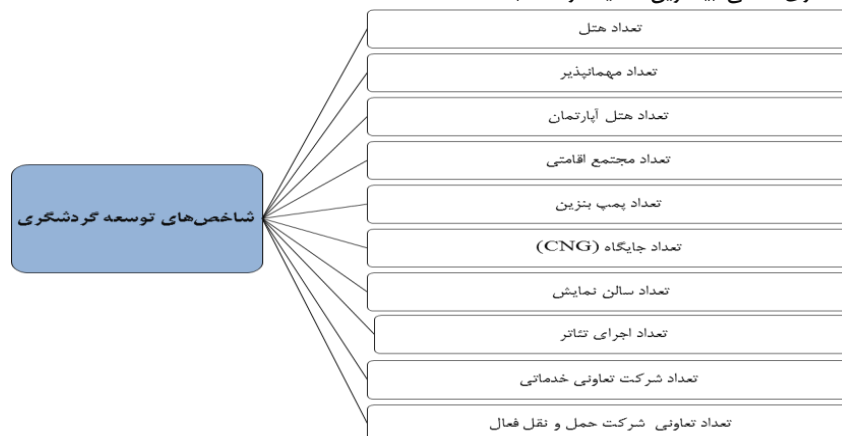 تعداد هتل
تعداد مهمانپذیر
تعداد هتل آپارتمان
تعداد مجتمع اقامتی
تعداد پمپ بنزین
شاخص‌های توسعه گردشگری
تعداد جایگاه (CNG)
تعداد سالن نمایش
تعداد اجرای تئاتر
تعداد شرکت تعاونی خدماتی
تعداد تعاونی شرکت حمل و نقل فعال